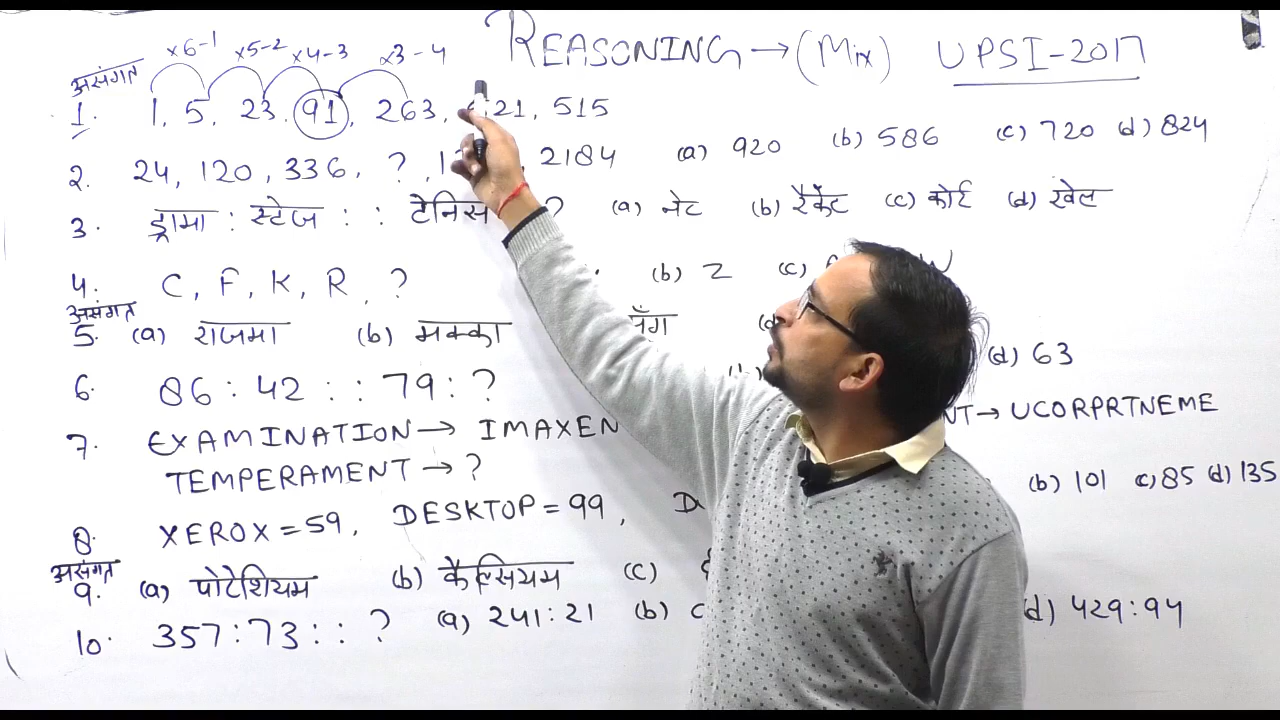 REASONING → (Mix) UPSI-2017
×6-1 ×5-2 ×4-3 ×3-4
असंगत
1. 1, 5, 23, 91, 263, 21, 515
2. 24, 120, 336, ?, 1 2184 (a) 920 (b) 586 (c) 720 (d) 824
3. ड्रामा : स्टेज : : टेनिस ? (a) नेट (b) रैकेट (c) कोर्ट (d) खेल
4. C, F, K, R, ? (b) Z (c)
असंगत
5. (a) राजमा (b) मक्का
6. 86 : 42 : : 79 : ? (d) 63
7. EXAMINATION → IMAXEN NT → UCORPRTNEME
TEMPERAMENT → ?
8. XEROX = 59, DESKTOP = 99, D (b) 101 c) 85 d) 135
असंगत
9. (a) पोटेशियम (b) कैल्सियम (c)
10. 357:73 : : ? (a) 241:21 (b) (d) 429:94